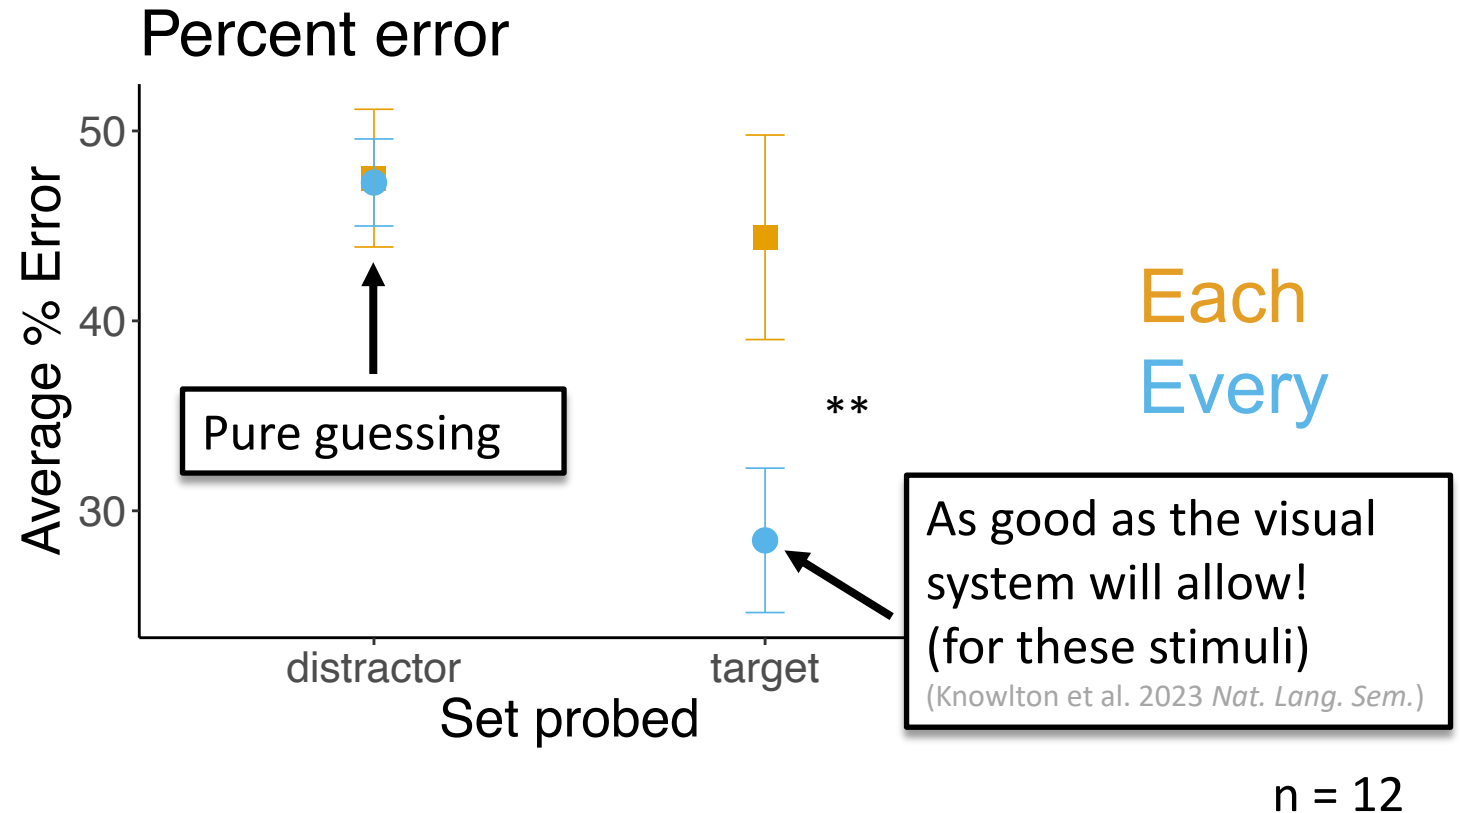 Percent error
Average % Error
50
40
30
Pure guessing
**
Each
Every
As good as the visual
system will allow!
(for these stimuli)
(Knowlton et al. 2023 Nat. Lang. Sem.)
distractor
target
Set probed
n = 12